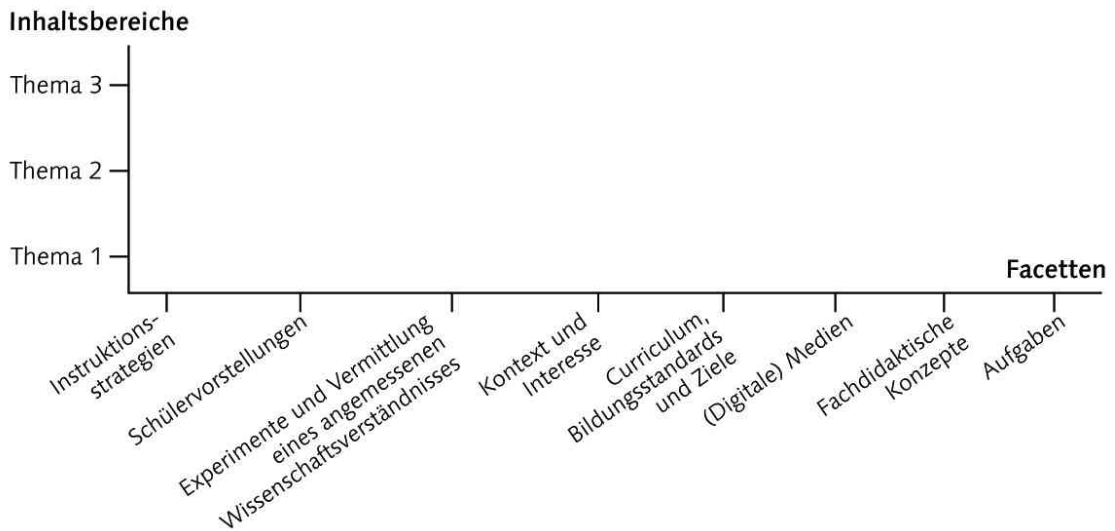 Inhaltsbereiche
Thema 3
Thema 2
Thema 1
Facetten
Instruktions-
strategien
Schülervorstellungen
Experimente und Vermittlung
eines angemessenen
Wissenschaftsverständnisses
Kontext und
Interesse
Curriculum,
Bildungsstandards
und Ziele
(Digitale) Medien
Fachdidaktische
Konzepte
Aufgaben